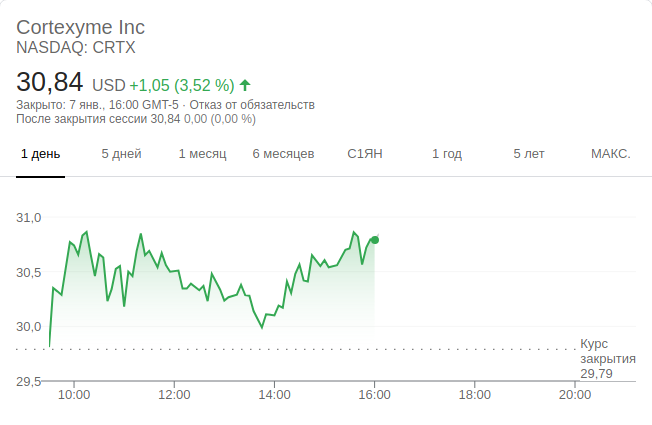 Cortexyme Inc
NASDAQ: CRTX
30,84 USD +1,05 (3,52 %)
Закрыто: 7 янв., 16:00 GMT-5 · Отказ от обязательств
После закрытия сессии 30,84 0,00 (0,00 %)
1 день 5 дней 1 месяц 6 месяцев С1ЯН 1 год 5 лет МАКС.
31,0
30,5
30,0
Курс
закрытия
29,79
29,5
10:00 12:00 14:00 16:00 18:00 20:00